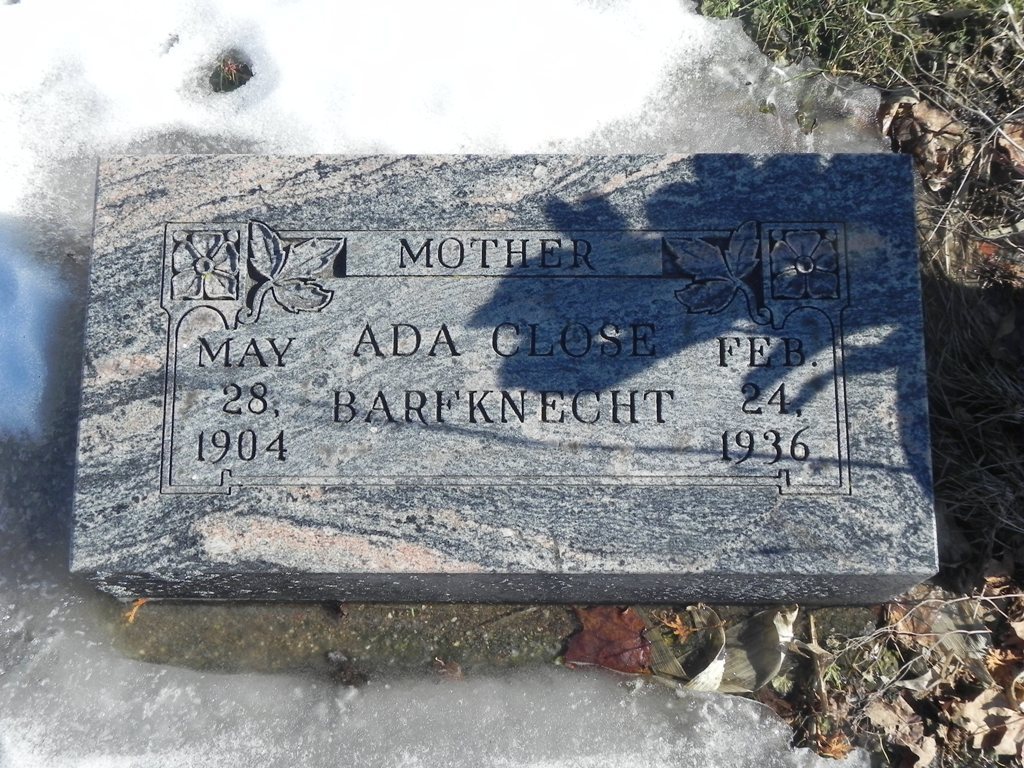 MOTHER
ADA CLOSE
BARFKNECHT
MAY
28,
1904
FEB.
24,
1936